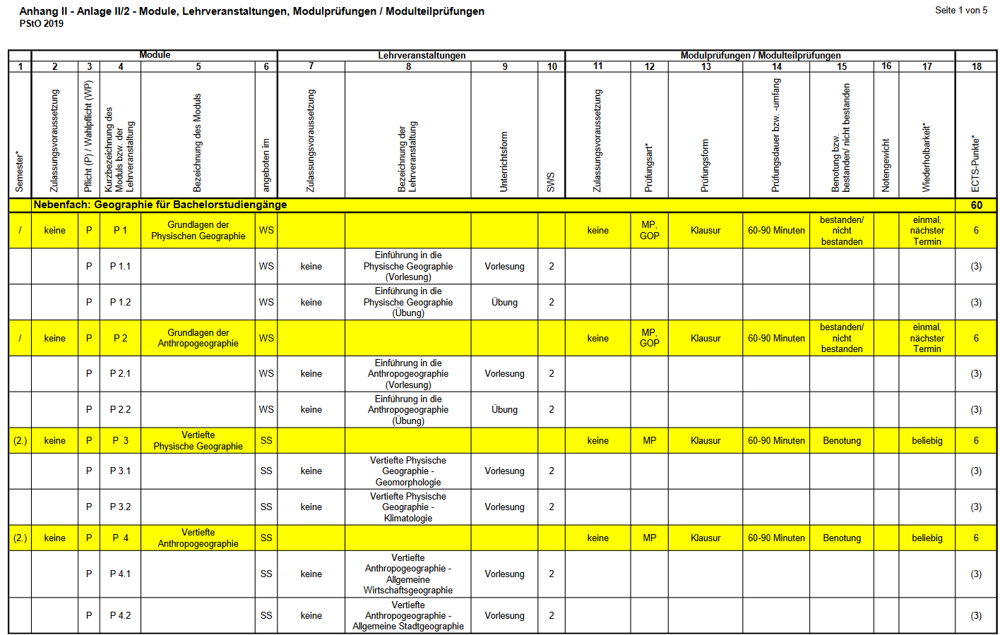 Anhang II - Anlage II/2 - Module, Lehrveranstaltungen, Modulprüfungen / Modulteilprüfungen
Seite 1 von 5
PStO 2019
Module Lehrveranstaltungen Modulprüfungen / Modulteilprüfungen
1 2 3 4 5 6 7 8 9 10 11 12 13 14 15 16 17 18
Semester*
Zulassungsvoraussetzung
Pflicht (P) / Wahlpflicht (WP)
Kurzbezeichnung des
Moduls bzw. der
Lehrveranstaltung
Bezeichnung des Moduls
angeboten im
Zulassungsvoraussetzung
Bezeichnung der
Lehrveranstaltung
Unterrichtsform
SWS
Zulassungsvoraussetzung
Prüfungsart*
Prüfungsform
Prüfungsdauer bzw. -umfang
Benotung bzw.
bestanden/ nicht bestanden
Notengewicht
Wiederholbarkeit*
ECTS-Punkte*
Nebenfach: Geographie für Bachelorstudiengänge 60
/ keine P P 1 Grundlagen der
Physischen Geographie WS keine MP,
GOP Klausur 60-90 Minuten bestanden/
nicht
bestanden einmal,
nächster
Termin 6
P P 1.1 WS keine Einführung in die
Physische Geographie
(Vorlesung) Vorlesung 2 (3)
P P 1.2 WS keine Einführung in die
Physische Geographie
(Übung) Übung 2 (3)
/ keine P P 2 Grundlagen der
Anthropogeographie WS keine MP,
GOP Klausur 60-90 Minuten bestanden/
nicht
bestanden einmal,
nächster
Termin 6
P P 2.1 WS keine Einführung in die
Anthropogeographie
(Vorlesung) Vorlesung 2 (3)
P P 2.2 WS keine Einführung in die
Anthropogeographie
(Übung) Übung 2 (3)
(2.) keine P P 3 Vertiefte
Physische Geographie SS keine MP Klausur 60-90 Minuten Benotung beliebig 6
P P 3.1 SS keine Vertiefte Physische
Geographie -
Geomorphologie Vorlesung 2 (3)
P P 3.2 SS keine Vertiefte Physische
Geographie -
Klimatologie Vorlesung 2 (3)
(2.) keine P P 4 Vertiefte
Anthropogeographie SS keine MP Klausur 60-90 Minuten Benotung beliebig 6
P P 4.1 SS keine Vertiefte
Anthropogeographie -
Allgemeine
Wirtschaftsgeographie Vorlesung 2 (3)
P P 4.2 SS keine Vertiefte
Anthropogeographie -
Allgemeine Stadtgeographie Vorlesung 2 (3)